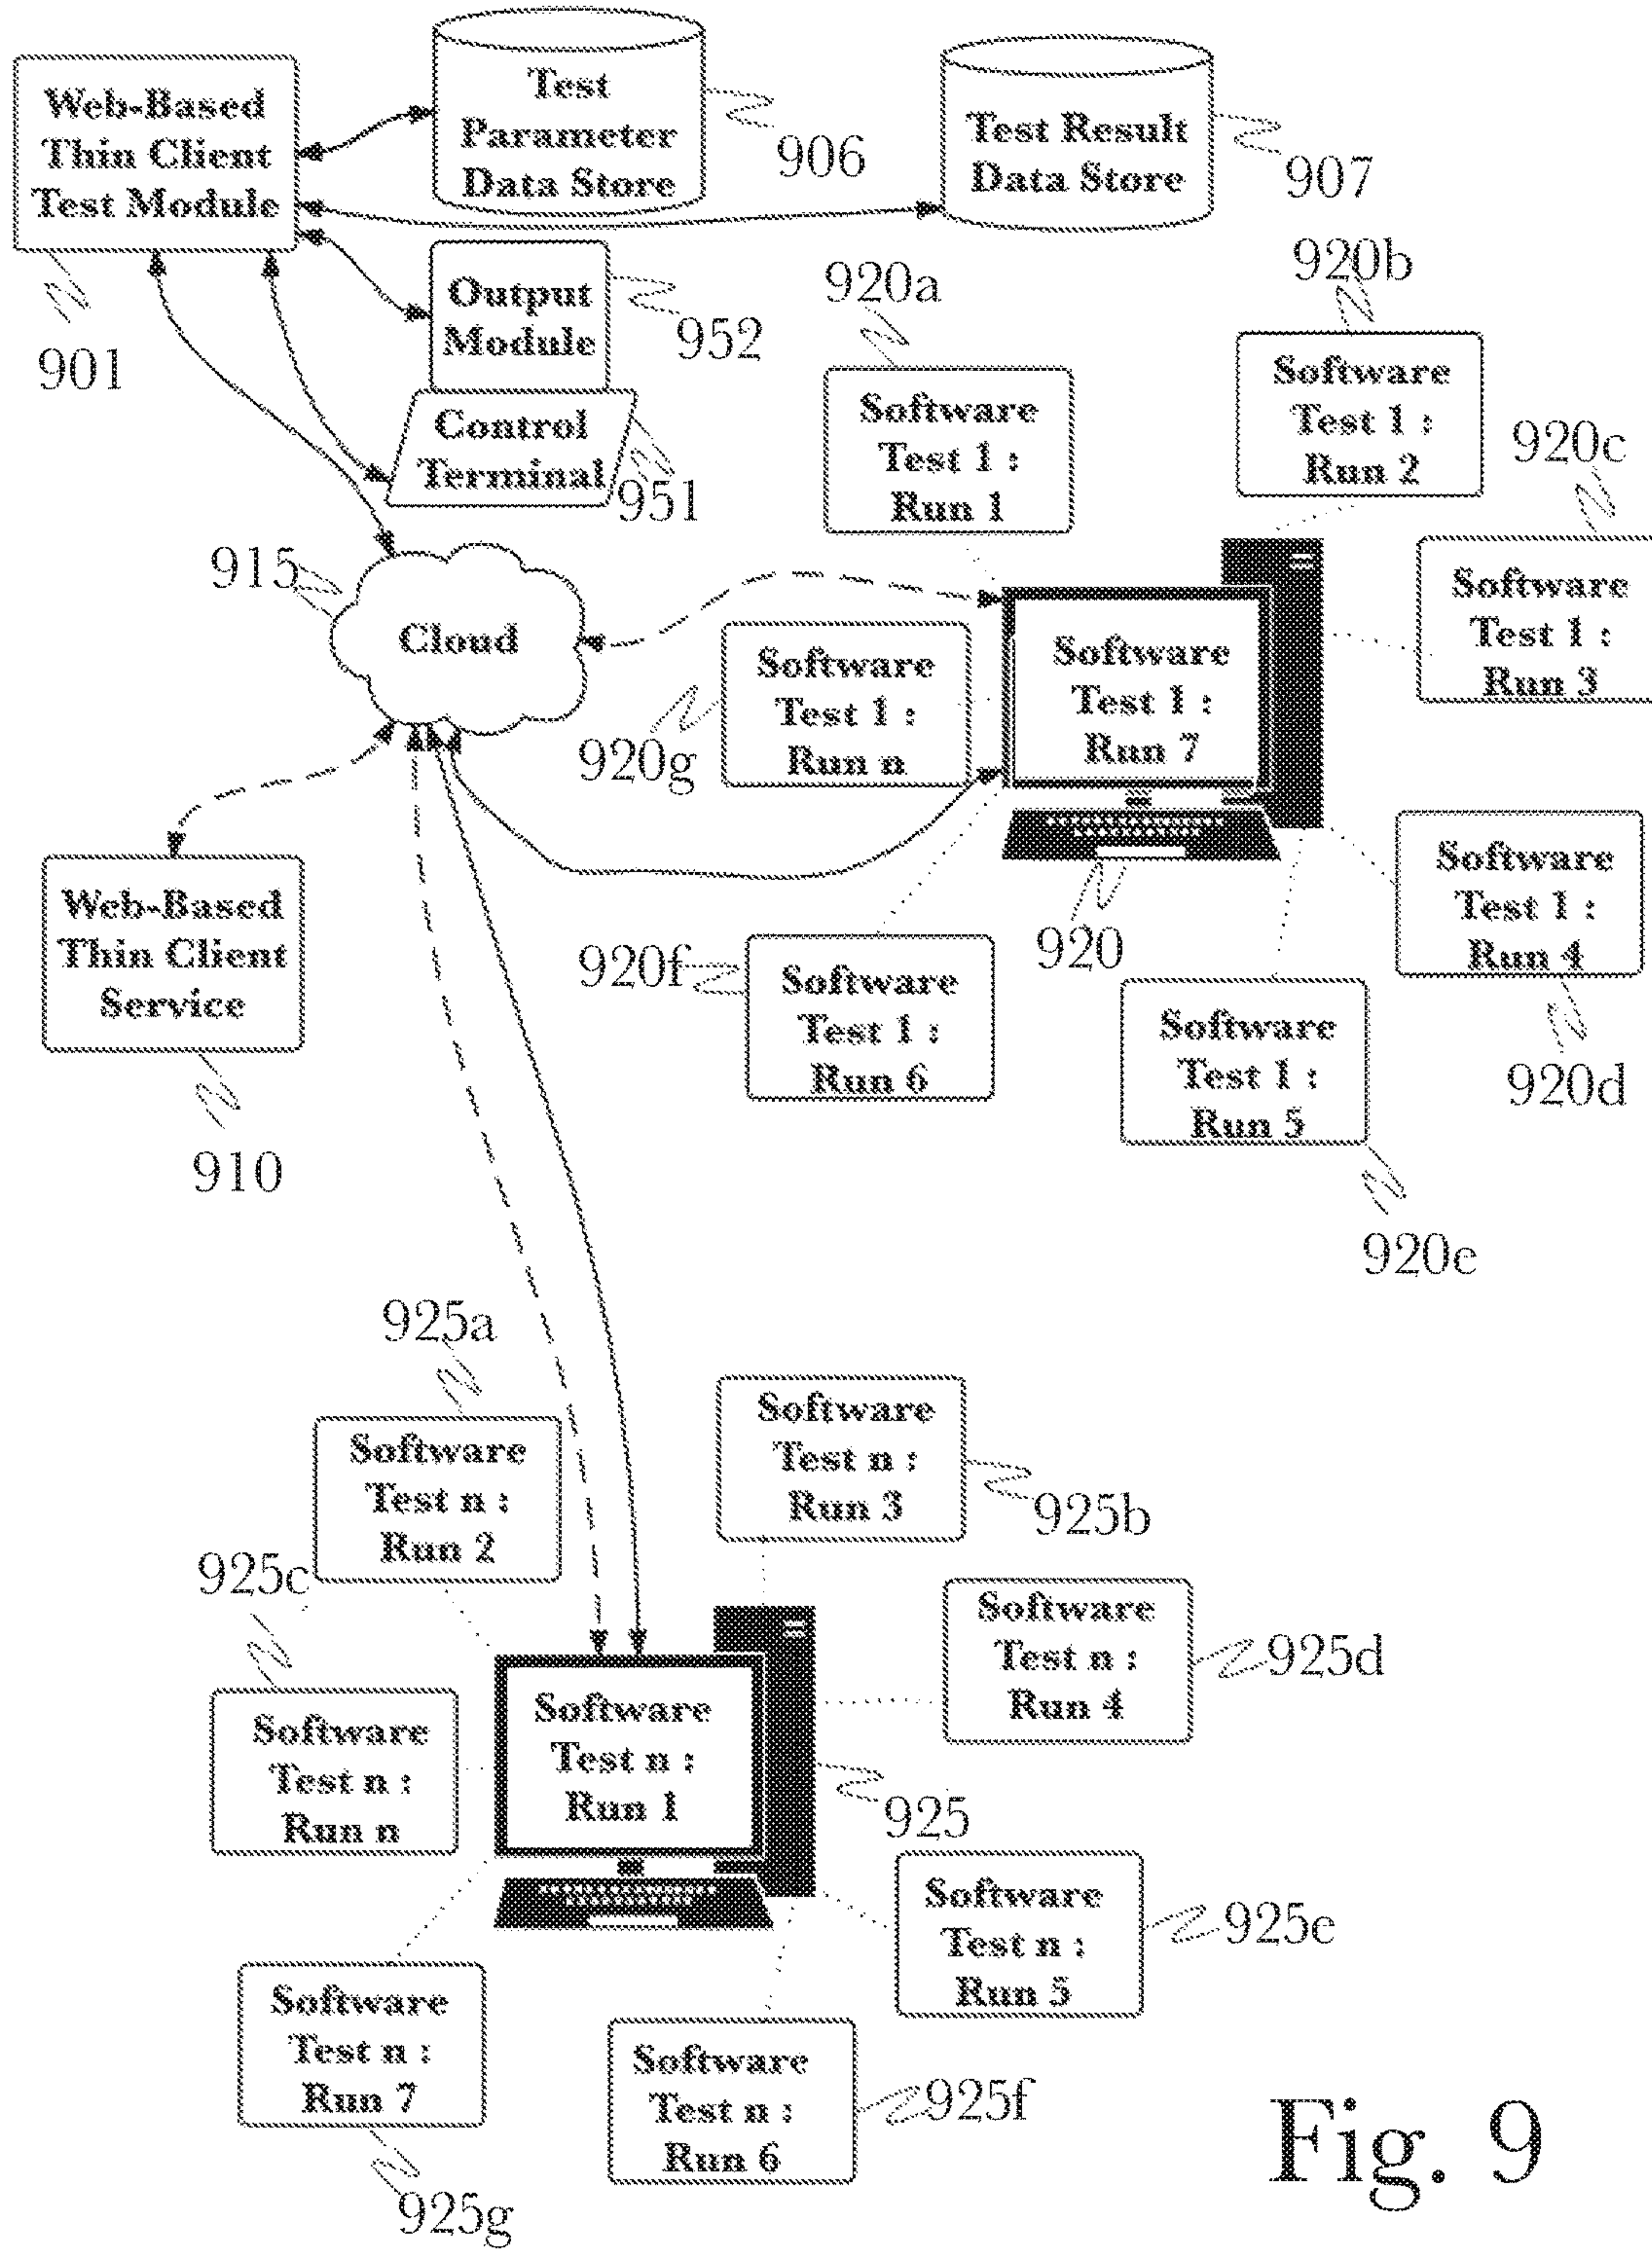 Web-Based
Thin Client
Test Module
901
Test
Parameter
Data Store
906
Test Result
Data Store
907
Output
Module
952
Control
Terminal
951
920a
Software
Test 1 :
Run 1
920b
Software
Test 1 :
Run 2
920c
Software
Test 1 :
Run 3
915
Cloud
Software
Test 1 :
Run n
920g
Software
Test 1 :
Run 7
920
Software
Test 1 :
Run 4
920d
Web-Based
Thin Client
Service
910
920f
Software
Test 1 :
Run 6
Software
Test 1 :
Run 5
920e
925a
Software
Test n :
Run 2
Software
Test n :
Run 3
925b
925c
Software
Test n :
Run n
Software
Test n :
Run 1
925
Software
Test n :
Run 4
925d
Software
Test n :
Run 5
925e
Software
Test n :
Run 7
925g
Software
Test n :
Run 6
925f
Fig. 9